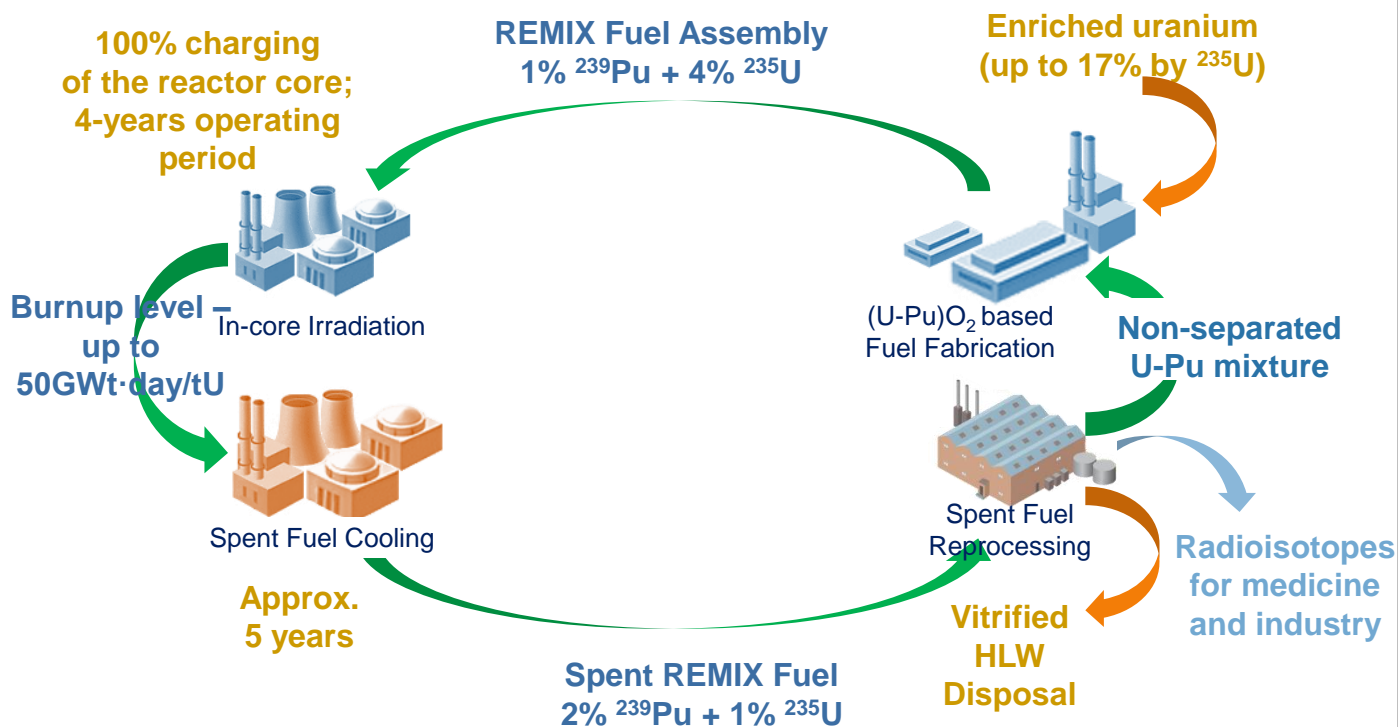 100% charging
of the reactor core;
4-years operating
period
REMIX Fuel Assembly
1% ²³⁹Pu + 4% ²³⁵U
Enriched uranium
(up to 17% by ²³⁵U)
In-core Irradiation
(U-Pu)O₂ based
Fuel Fabrication
Burnup level –
up to
50GWt·day/tU
Non-separated
U-Pu mixture
Spent Fuel Cooling
Spent Fuel
Reprocessing
Approx.
5 years
Radioisotopes
for medicine
and industry
Vitrified
HLW
Disposal
Spent REMIX Fuel
2% ²³⁹Pu + 1% ²³⁵U